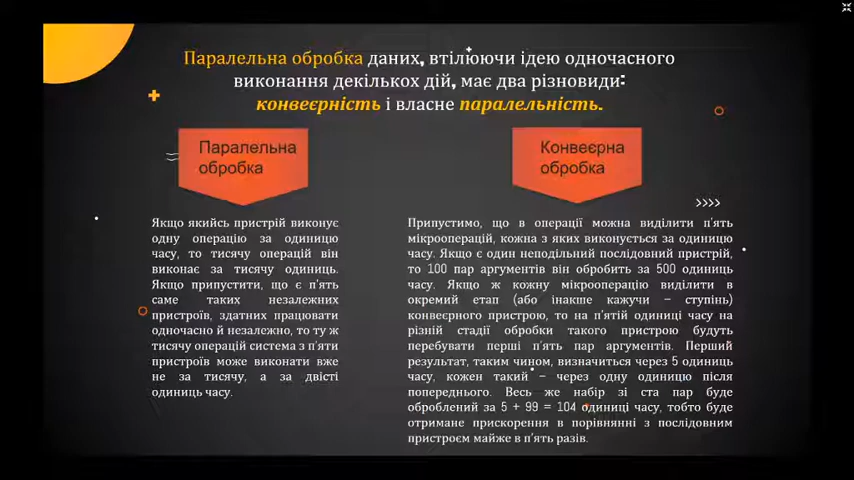 Паралельна обробка даних, втілюючи ідею одночасного
виконання декількох дій, має два різновиди:
конвеєрність і власне паралельність.
Паралельна
обробка
Якщо якийсь пристрій виконує
одну операцію за одиницю
часу, то тисячу операцій він
виконає за тисячу одиниць.
Якщо припустити, що є п'ять
саме таких незалежних
пристроїв, здатних працювати
одночасно й незалежно, то ту ж
тисячу операцій система з п'яти
пристроїв може виконати вже
не за тисячу, а за двісті
одиниць часу.
Конвеєрна
обробка
Припустимо, що в операції можна виділити п'ять
мікрооперацій, кожна з яких виконується за одиницю
часу. Якщо є один неподільний послідовний пристрій,
то 100 пар аргументів він обробить за 500 одиниць
часу. Якщо ж кожну мікрооперацію виділити в
окремий етап (або інакше кажучи – ступінь)
конвеєрного пристрою, то на п'ятій одиниці часу на
різній стадії обробки такого пристрою будуть
перебувати перші п'ять пар аргументів. Перший
результат, таким чином, визначиться через 5 одиниць
часу, кожен такий – через одну одиницю після
попереднього. Весь же набір зі ста пар буде
оброблений за 5 + 99 = 104 одиниці часу, тобто буде
отримане прискорення в порівнянні з послідовним
пристроєм майже в п'ять разів.